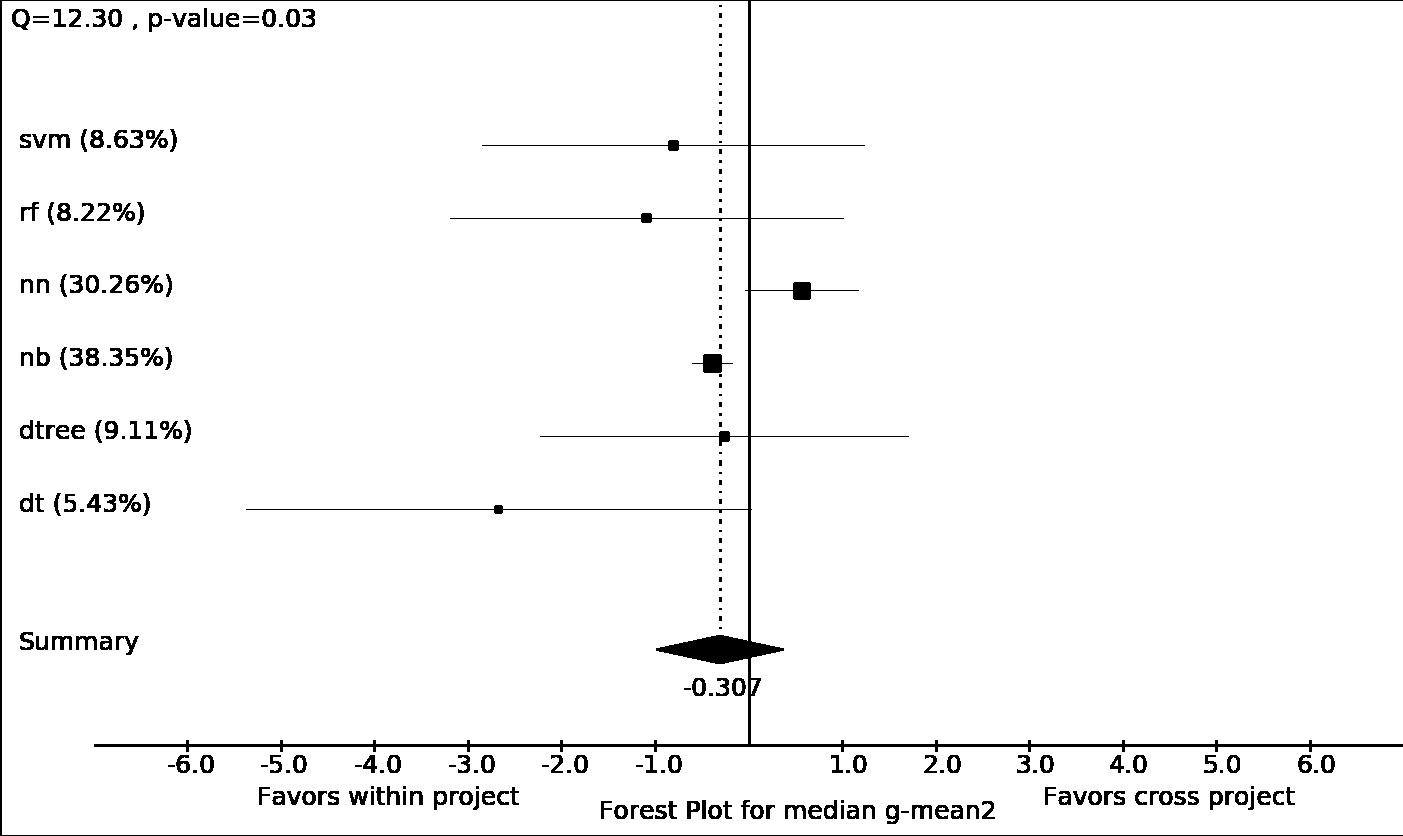 Q=12.30 , p-value=0.03
svm (8.63%)
rf (8.22%)
nn (30.26%)
nb (38.35%)
dtree (9.11%)
dt (5.43%)
Summary
-0.307
-6.0 -5.0 -4.0 -3.0 -2.0 -1.0 1.0 2.0 3.0 4.0 5.0 6.0
Favors within project Forest Plot for median g-mean2 Favors cross project